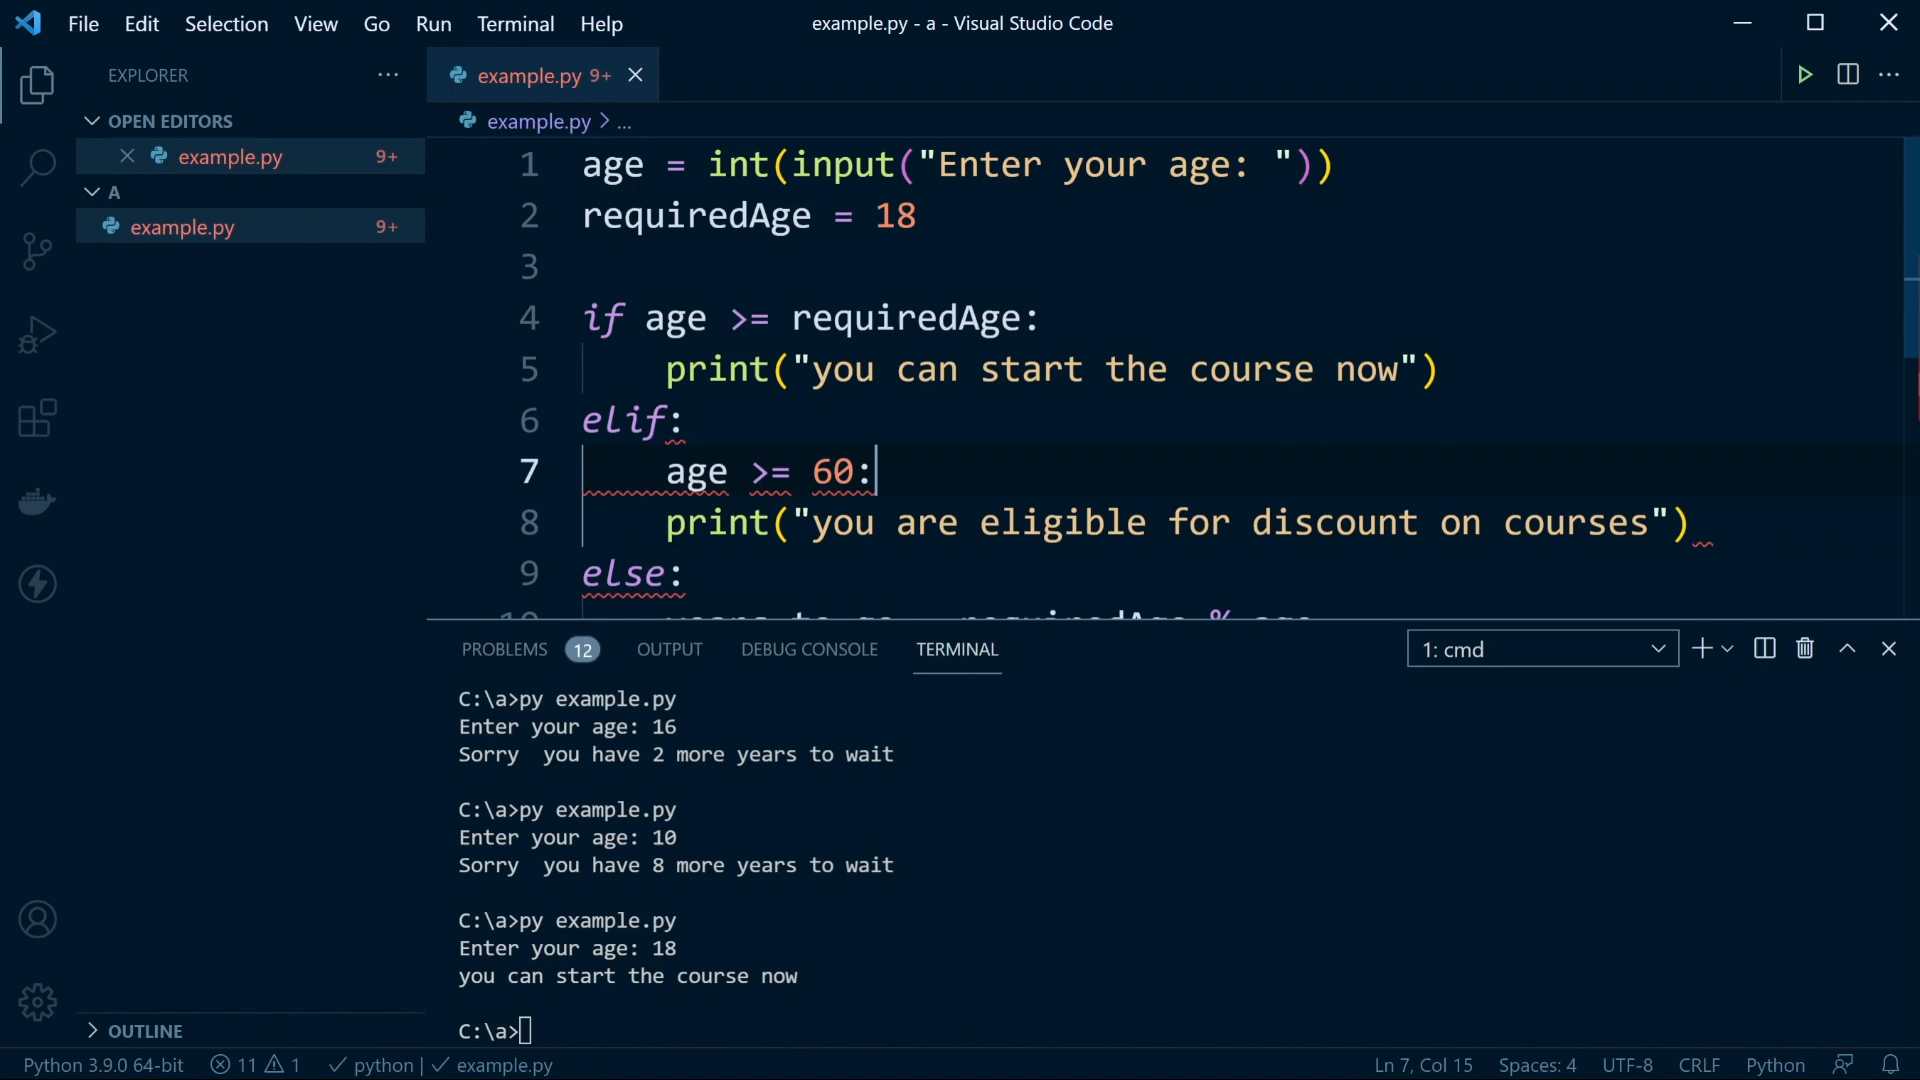 File Edit Selection View Go Run Terminal Help
example.py - a - Visual Studio Code
EXPLORER
OPEN EDITORS
example.py 9+
A
example.py 9+
OUTLINE
example.py 9+
example.py > ...
1 age = int(input("Enter your age: "))
2 requiredAge = 18
3
4 if age >= requiredAge:
5 print("you can start the course now")
6 elif:
7 age >= 60:
8 print("you are eligible for discount on courses")
9 else:
PROBLEMS 12 OUTPUT DEBUG CONSOLE TERMINAL 1: cmd
C:\a>py example.py
Enter your age: 16
Sorry  you have 2 more years to wait
C:\a>py example.py
Enter your age: 10
Sorry  you have 8 more years to wait
C:\a>py example.py
Enter your age: 18
you can start the course now
C:\a>
Python 3.9.0 64-bit 11 1 python | example.py Ln 7, Col 15 Spaces: 4 UTF-8 CRLF Python